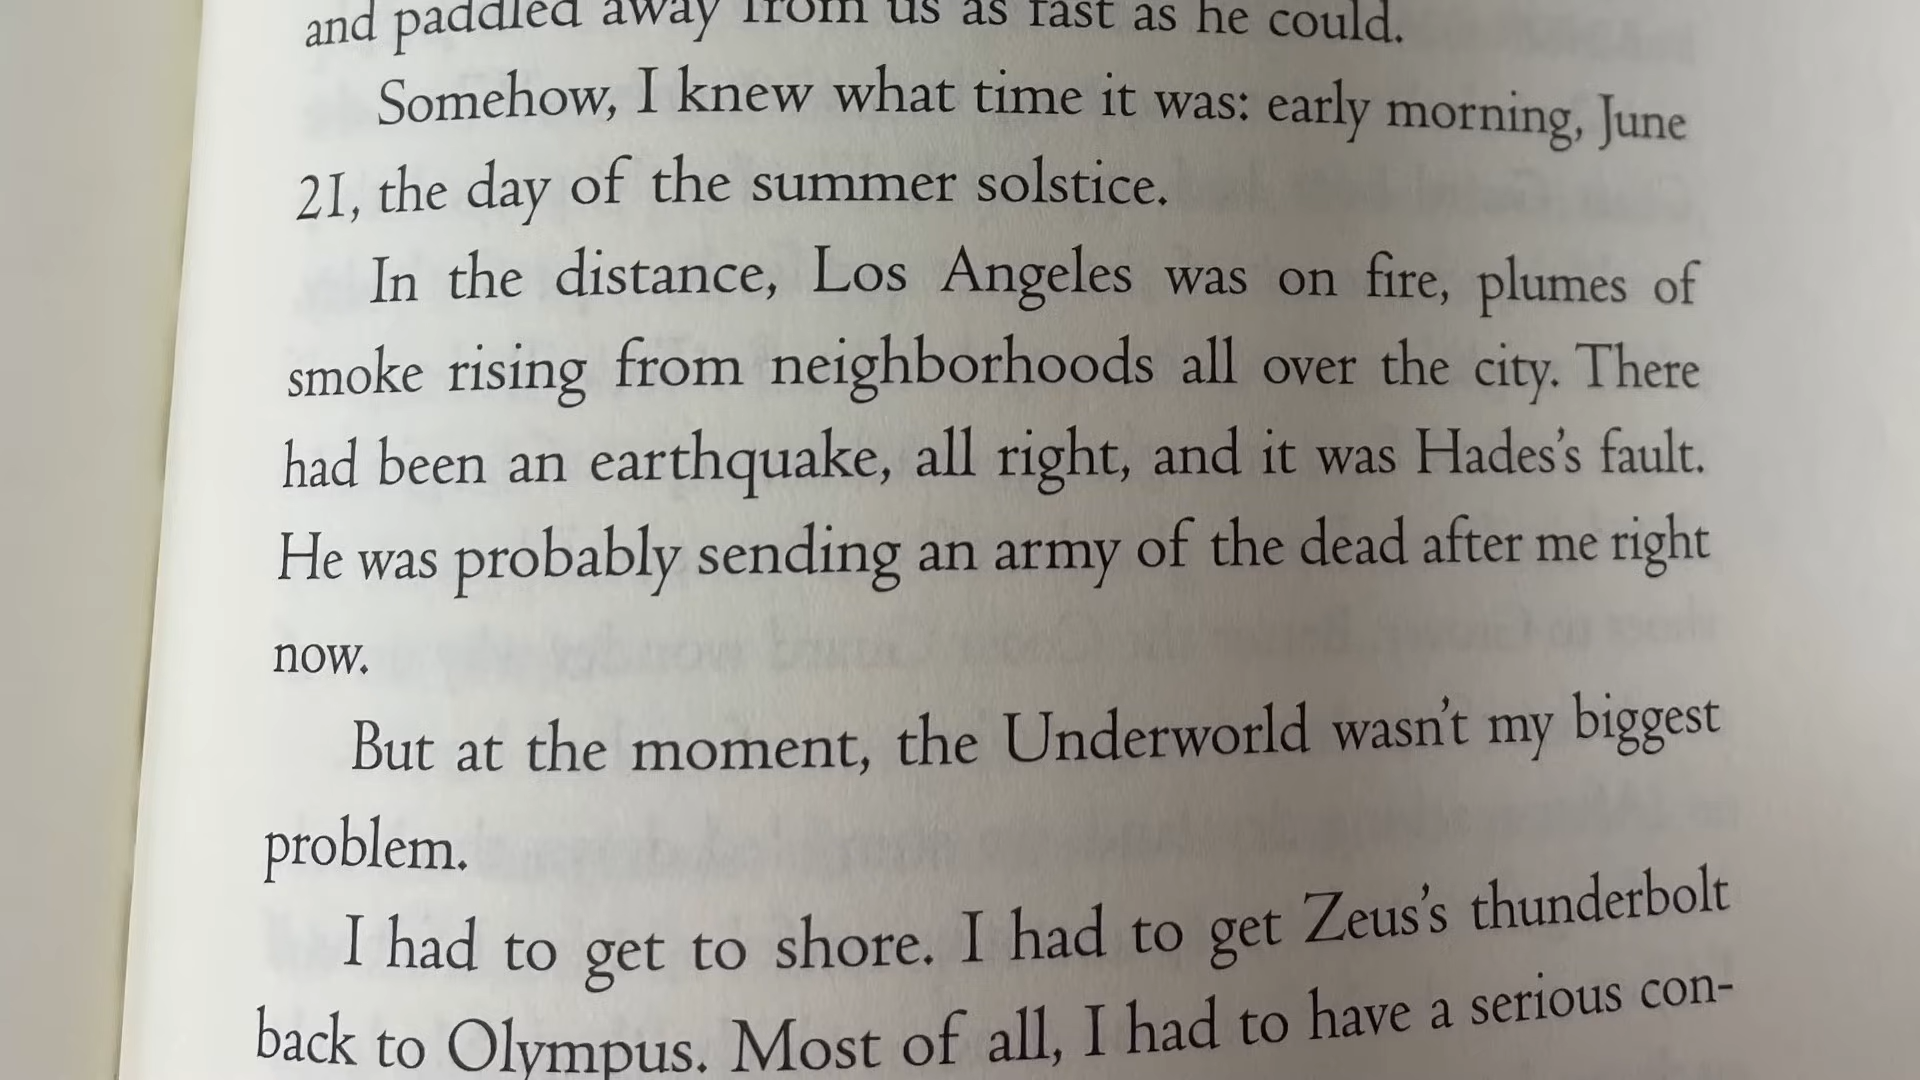 and paddled away from us as fast as he could.
Somehow, I knew what time it was: early morning, June
21, the day of the summer solstice.
In the distance, Los Angeles was on fire, plumes of
smoke rising from neighborhoods all over the city. There
had been an earthquake, all right, and it was Hades's fault.
He was probably sending an army of the dead after me right
now.
But at the moment, the Underworld wasn't my biggest
problem.
I had to get to shore. I had to get Zeus's thunderbolt
back to Olympus. Most of all, I had to have a serious con-